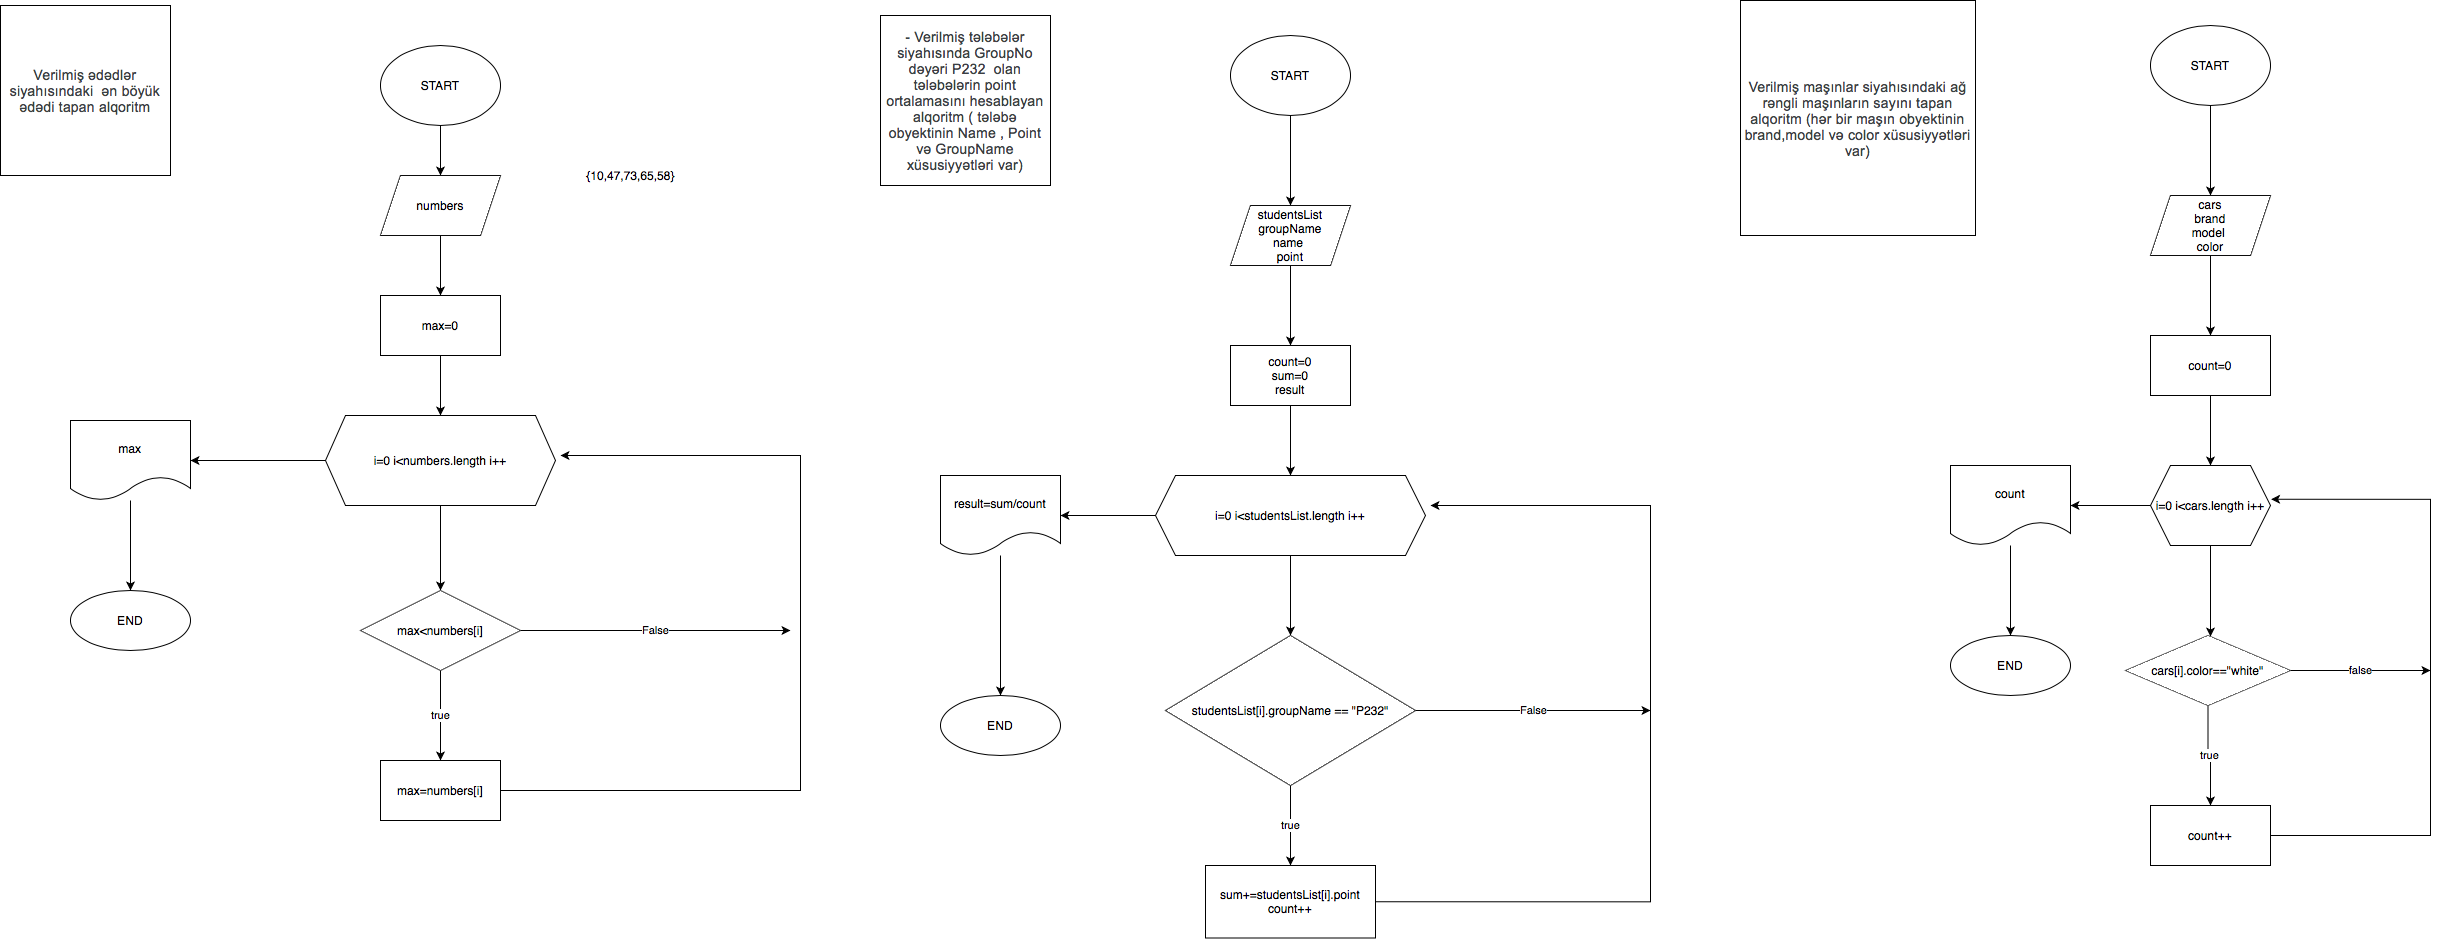 Verilmiş ədədlər
siyahısındaki  ən böyük
ədədi tapan alqoritm
START
numbers
{10,47,73,65,58}
max=0
i=0 i<numbers.length i++
max
END
max<numbers[i]
False
true
max=numbers[i]
- Verilmiş tələbələr
siyahısında GroupNo
dəyəri P232  olan
tələbələrin point
ortalamasını hesablayan
alqoritm ( tələbə
obyektinin Name , Point
və GroupName
xüsusiyyətləri var)
START
studentsList
groupName
name
point
count=0
sum=0
result
i=0 i<studentsList.length i++
result=sum/count
END
studentsList[i].groupName == "P232"
False
true
sum+=studentsList[i].point
count++
Verilmiş maşınlar siyahısındaki ağ
rəngli maşınların sayını tapan
alqoritm (hər bir maşın obyektinin
brand,model və color xüsusiyyətləri
var)
START
cars
brand
model
color
count=0
i=0 i<cars.length i++
count
END
cars[i].color=="white"
false
true
count++